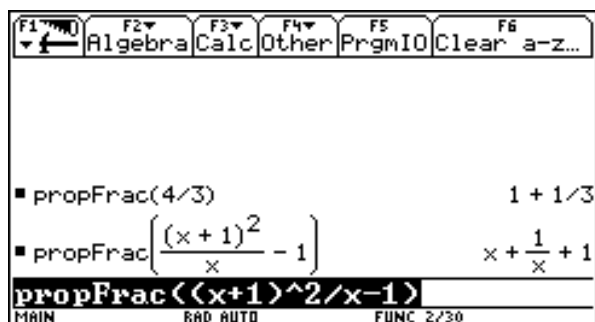 F1 F2▼ Algebra F3▼ Calc F4▼ Other F5 PrgmIO F6 Clear a-z…
▪ propFrac(4/3) 1 + 1/3
▪ propFrac((x + 1)^2/x - 1) x + 1/x + 1
propFrac((x+1)^2/x-1)
MAIN RAD AUTO FUNC 2/30